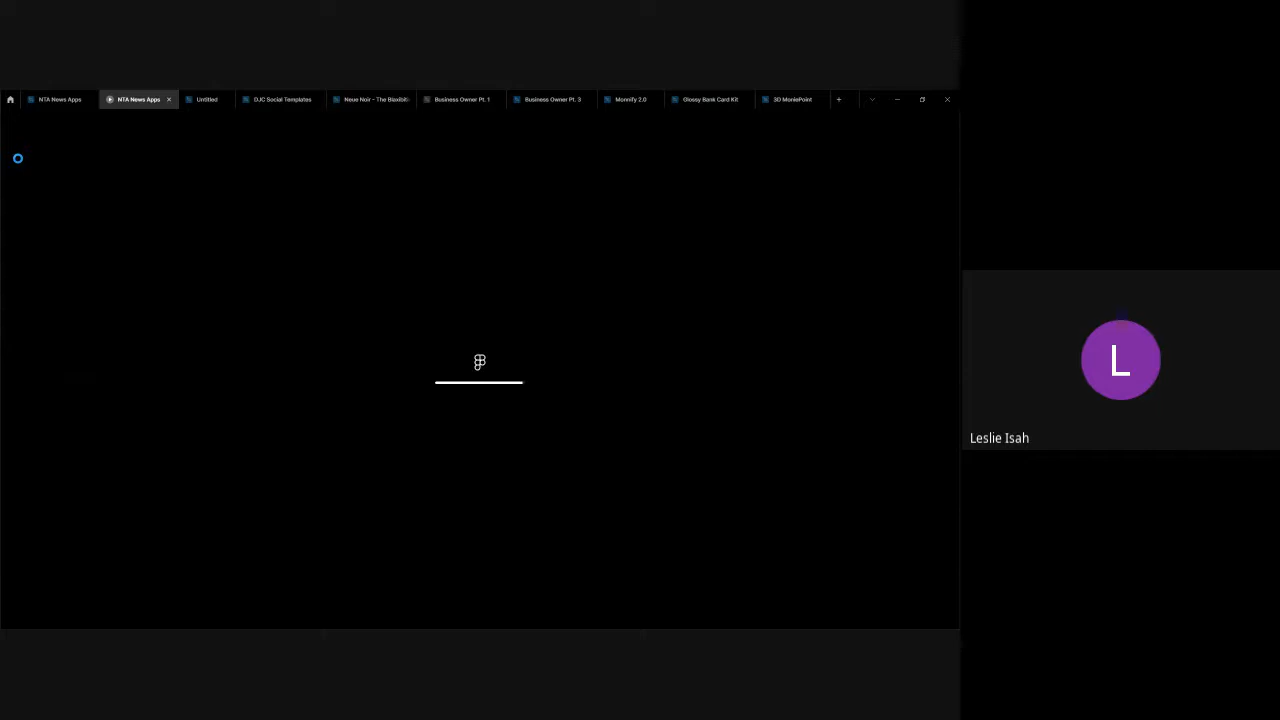 NTA News Apps
NTA News Apps
Untitled
DJC Social Templates
Neue Noir - The Blaxibit
Business Owner Pt. 1
Business Owner Pt. 3
Monnify 2.0
Glossy Bank Card Kit
3D MoniePoint
L
Leslie Isah